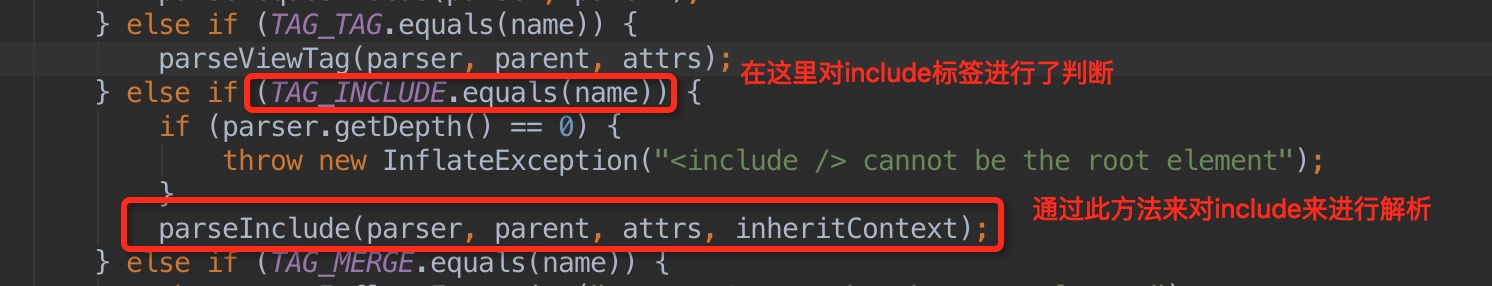 } else if (TAG_TAG.equals(name)) {
parseViewTag(parser, parent, attrs);
在这里对include标签进行了判断
} else if (TAG_INCLUDE.equals(name)) {
if (parser.getDepth() == 0) {
throw new InflateException("<include /> cannot be the root element");
}
通过此方法来对include来进行解析
parseInclude(parser, parent, attrs, inheritContext);
} else if (TAG_MERGE.equals(name)) {